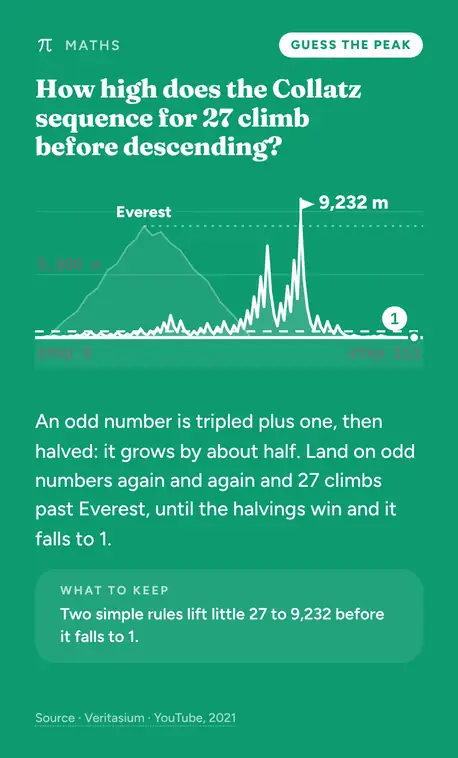 MATHS
GUESS THE PEAK
How high does the Collatz
sequence for 27 climb
before descending?
9,232 m
Everest
1
An odd number is tripled plus one, then
halved: it grows by about half. Land on odd
numbers again and again and 27 climbs
past Everest, until the halvings win and it
falls to 1.
WHAT TO KEEP
Two simple rules lift little 27 to 9,232 before
it falls to 1.
Source · Veritasium · YouTube, 2021